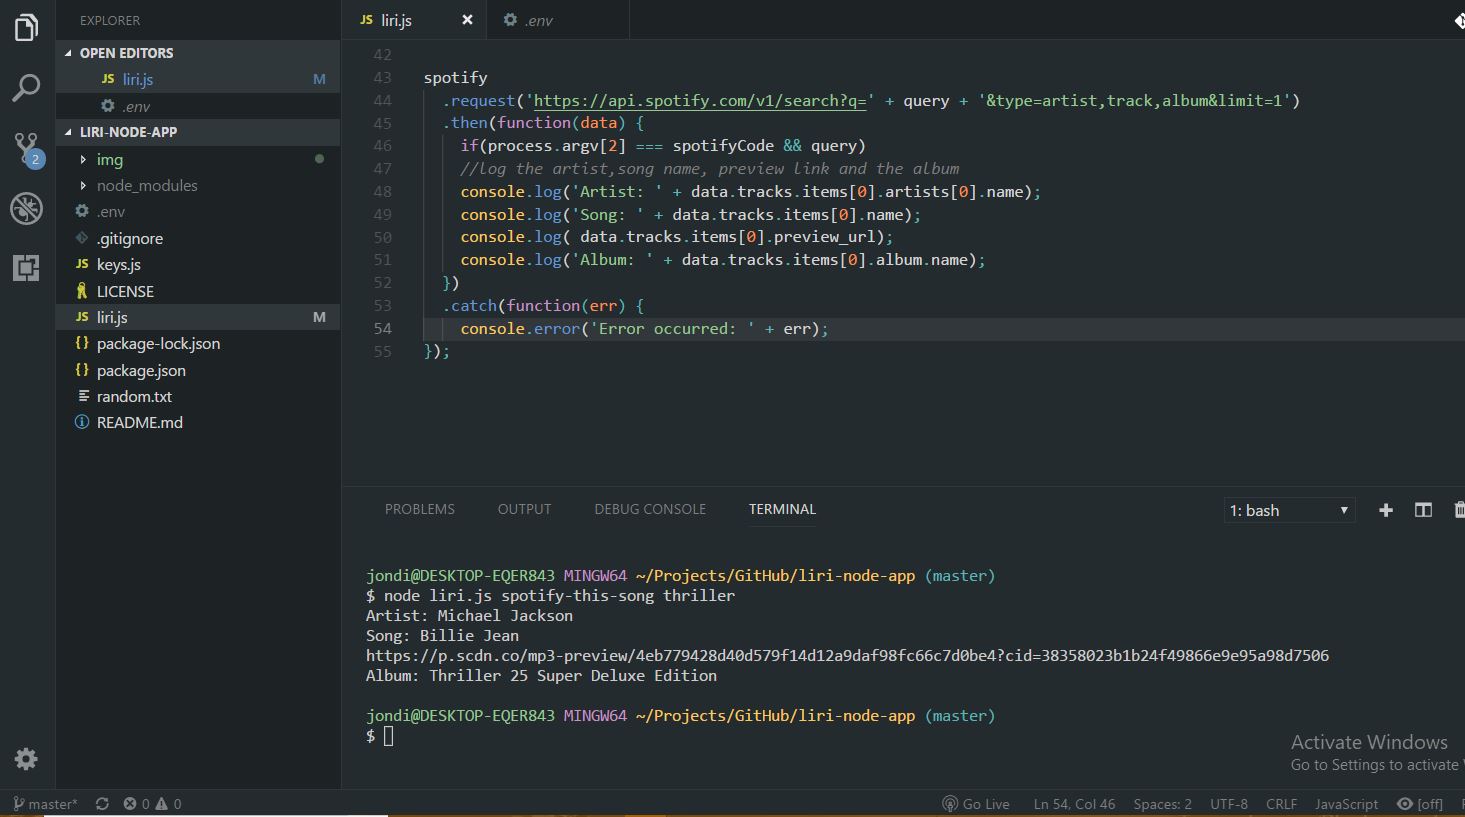 EXPLORER
OPEN EDITORS
JS liri.js M
.env
LIRI-NODE-APP
img
node_modules
.env
.gitignore
JS keys.js
LICENSE
JS liri.js M
{} package-lock.json
{} package.json
random.txt
README.md
2
JS liri.js ×
.env
42
43 spotify
44 .request('https://api.spotify.com/v1/search?q=' + query + '&type=artist,track,album&limit=1')
45 .then(function(data) {
46 if(process.argv[2] === spotifyCode && query)
47 //log the artist,song name, preview link and the album
48 console.log('Artist: ' + data.tracks.items[0].artists[0].name);
49 console.log('Song: ' + data.tracks.items[0].name);
50 console.log( data.tracks.items[0].preview_url);
51 console.log('Album: ' + data.tracks.items[0].album.name);
52 })
53 .catch(function(err) {
54 console.error('Error occurred: ' + err);
55 });
PROBLEMS OUTPUT DEBUG CONSOLE TERMINAL 1: bash
jondi@DESKTOP-EQER843 MINGW64 ~/Projects/GitHub/liri-node-app (master)
$ node liri.js spotify-this-song thriller
Artist: Michael Jackson
Song: Billie Jean
https://p.scdn.co/mp3-preview/4eb779428d40d579f14d12a9daf98fc66c7d0be4?cid=38358023b1b24f49866e9e95a98d7506
Album: Thriller 25 Super Deluxe Edition
jondi@DESKTOP-EQER843 MINGW64 ~/Projects/GitHub/liri-node-app (master)
$
Activate Windows
Go to Settings to activate
master* 0 0 Go Live Ln 54, Col 46 Spaces: 2 UTF-8 CRLF JavaScript [off]